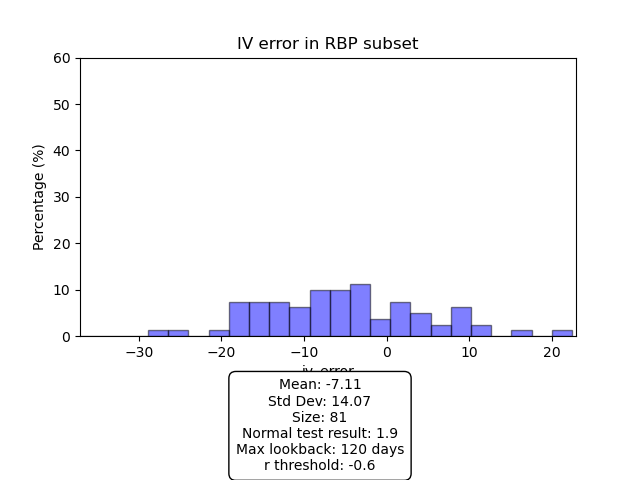 IV error in RBP subset
60
50
40
30
20
10
0
Percentage (%)
−30
−20
−10
0
10
20
iv_error
Mean: -7.11
Std Dev: 14.07
Size: 81
Normal test result: 1.9
Max lookback: 120 days
r threshold: -0.6